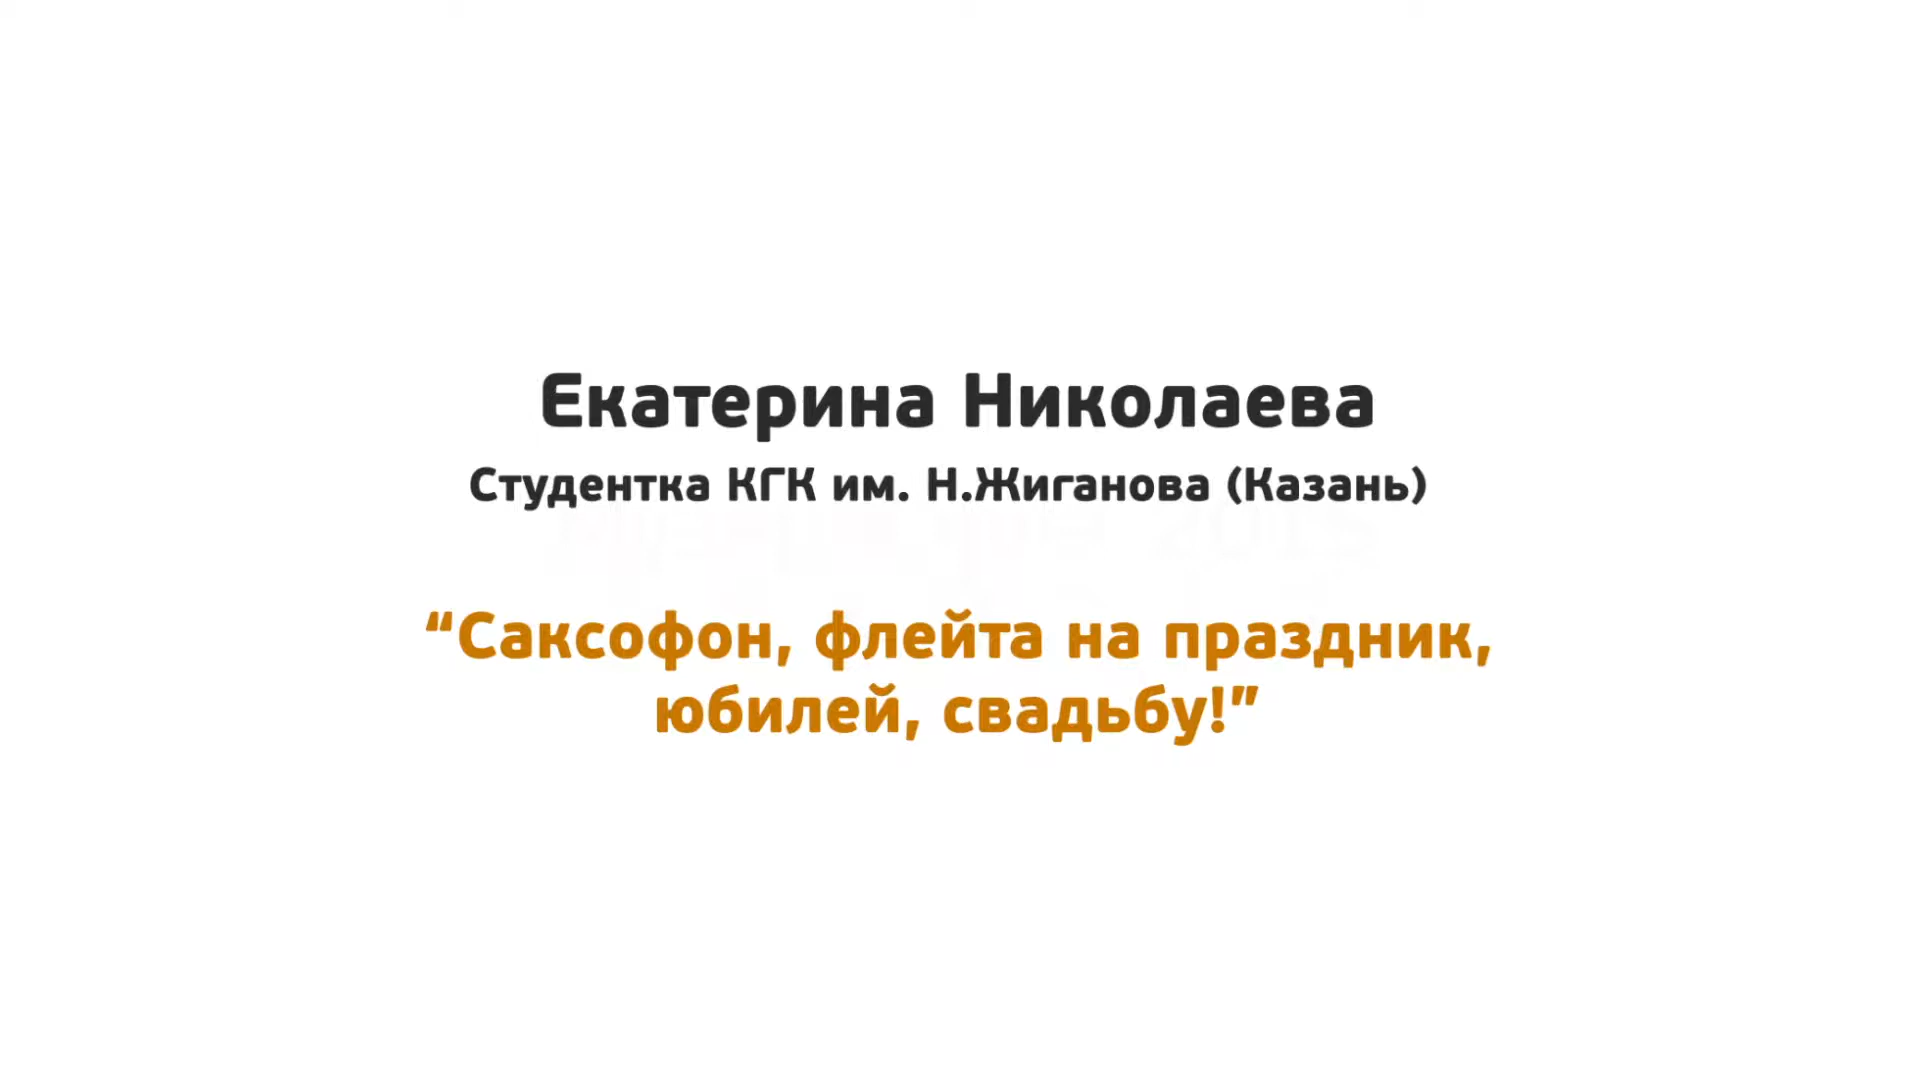 Екатерина Николаева
Студентка КГК им. Н.Жиганова (Казань)
“Саксофон, флейта на праздник,
юбилей, свадьбу!”